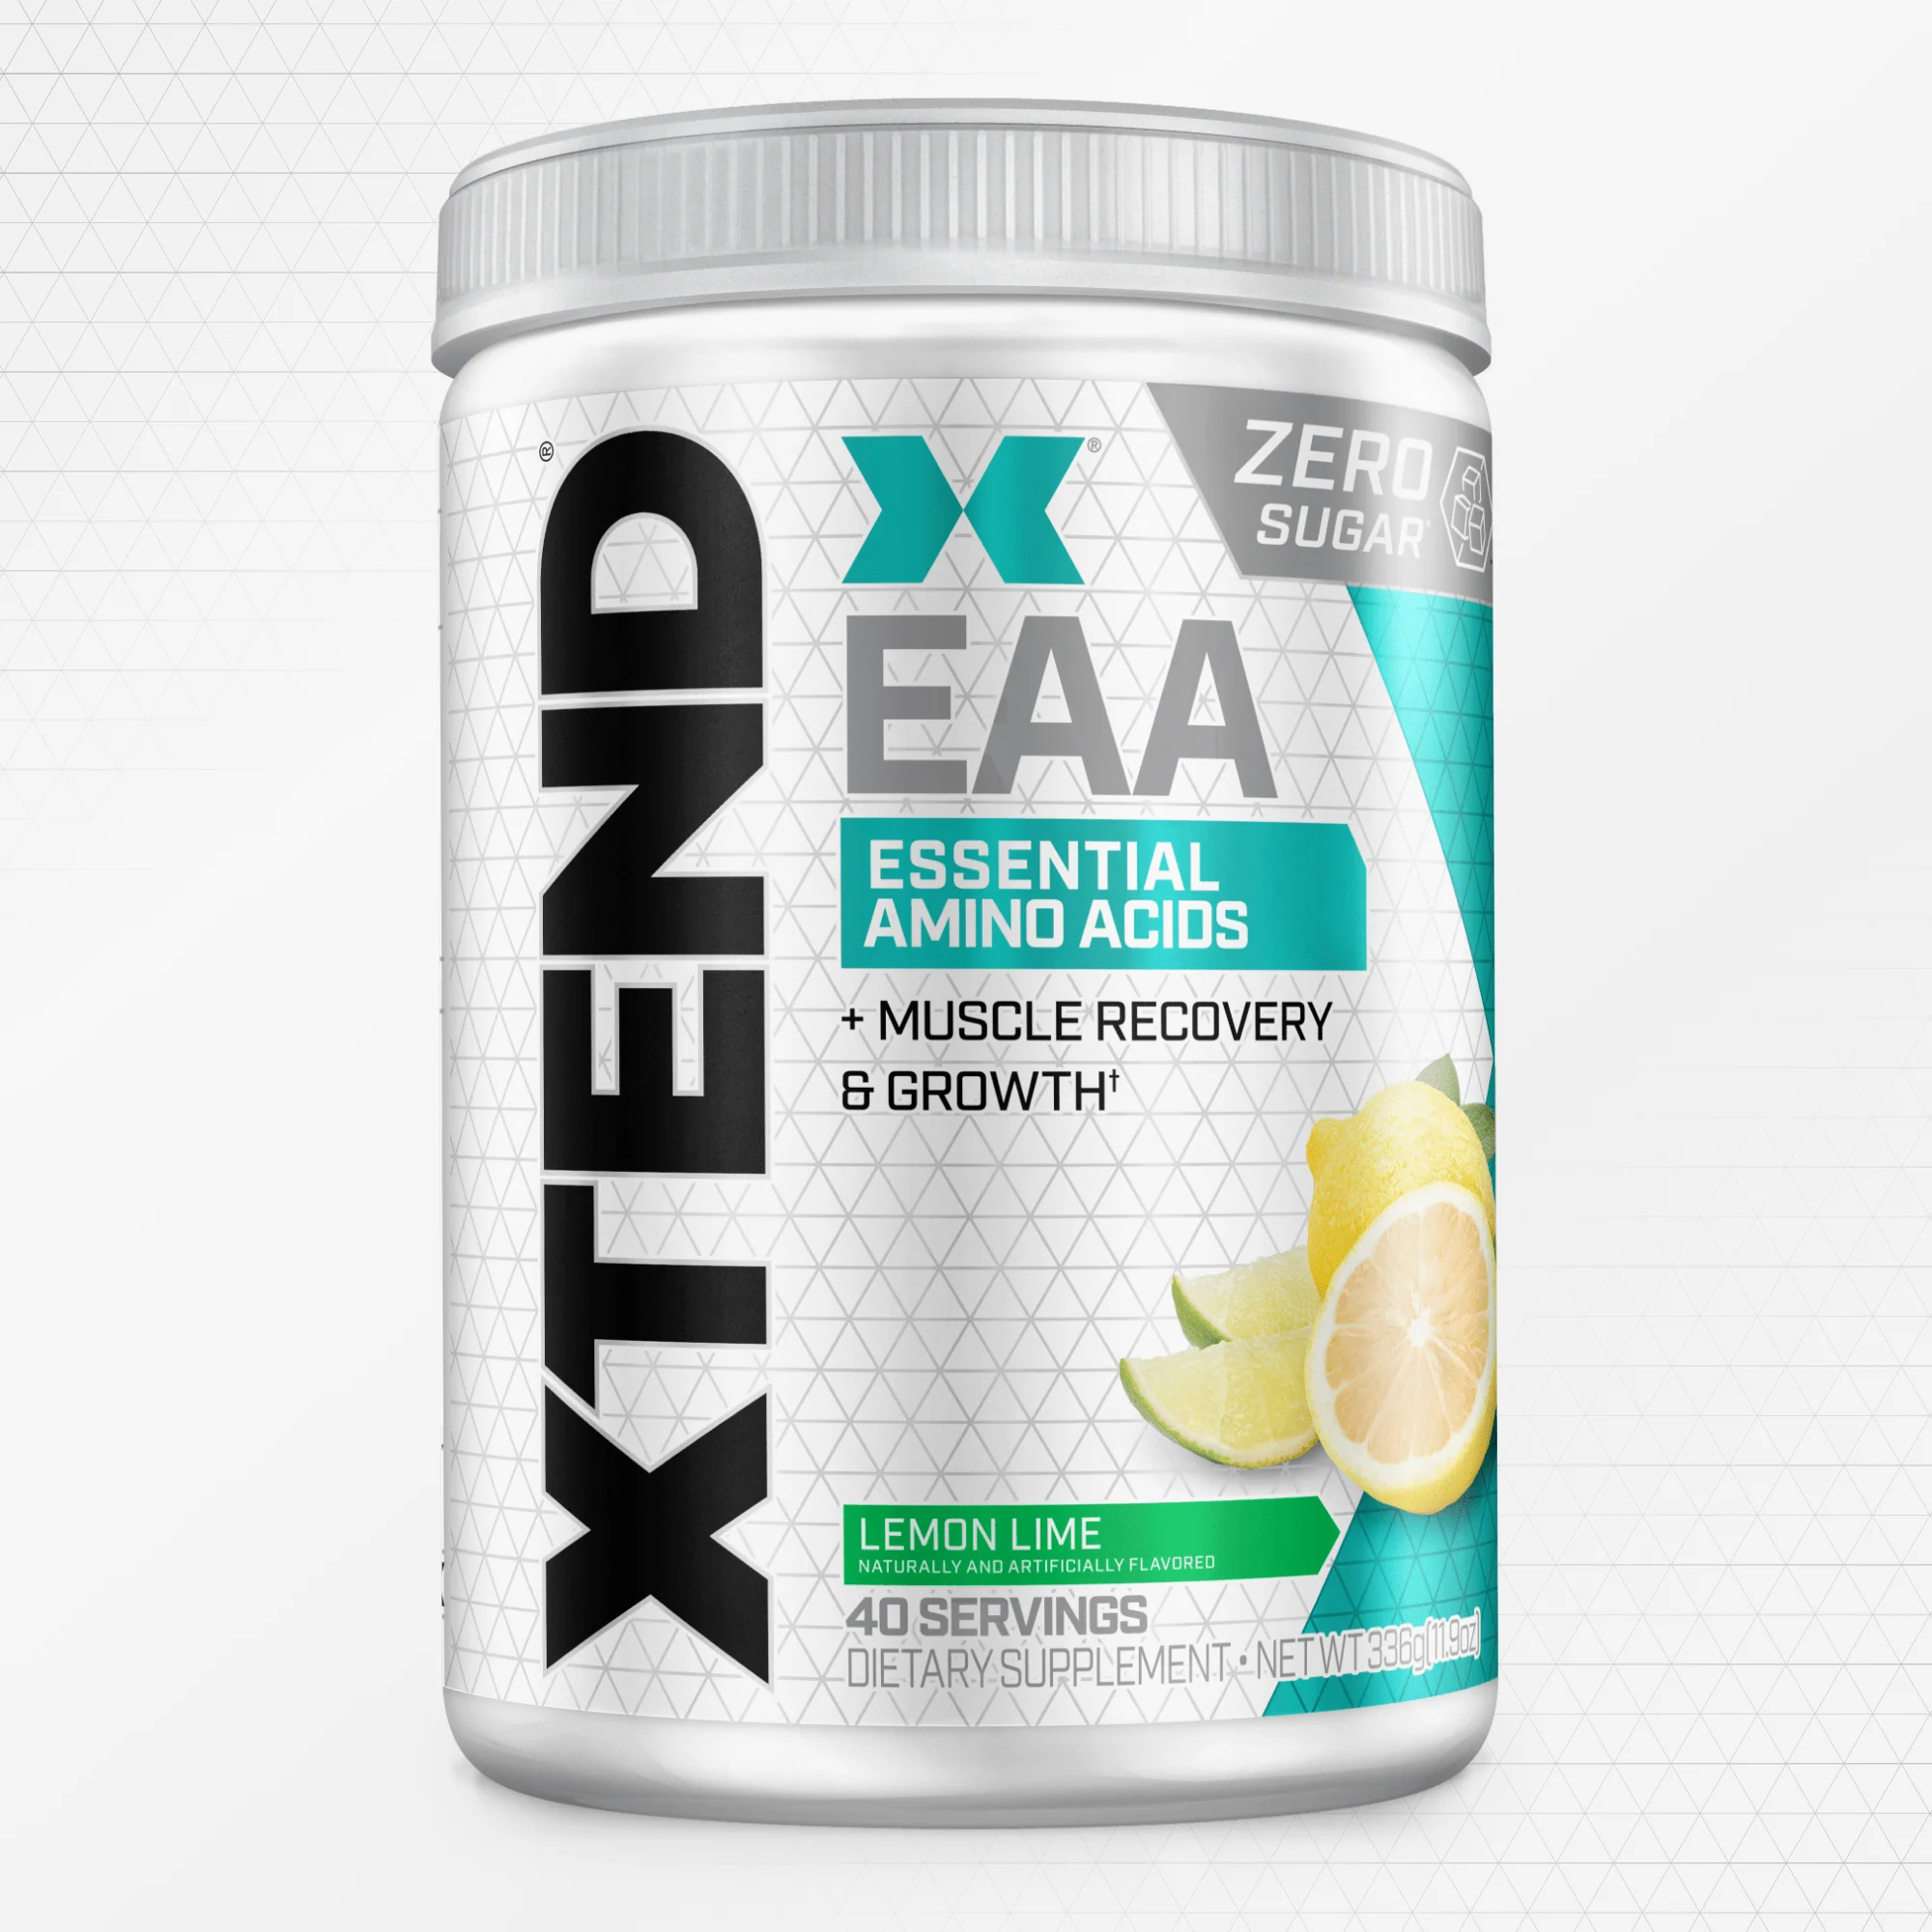 XTEND®
X®
ZERO
SUGAR*
EAA
ESSENTIAL
AMINO ACIDS
+ MUSCLE RECOVERY
& GROWTH†
LEMON LIME
NATURALLY AND ARTIFICIALLY FLAVORED
40 SERVINGS
DIETARY SUPPLEMENT • NET WT 336g (11.9oz)